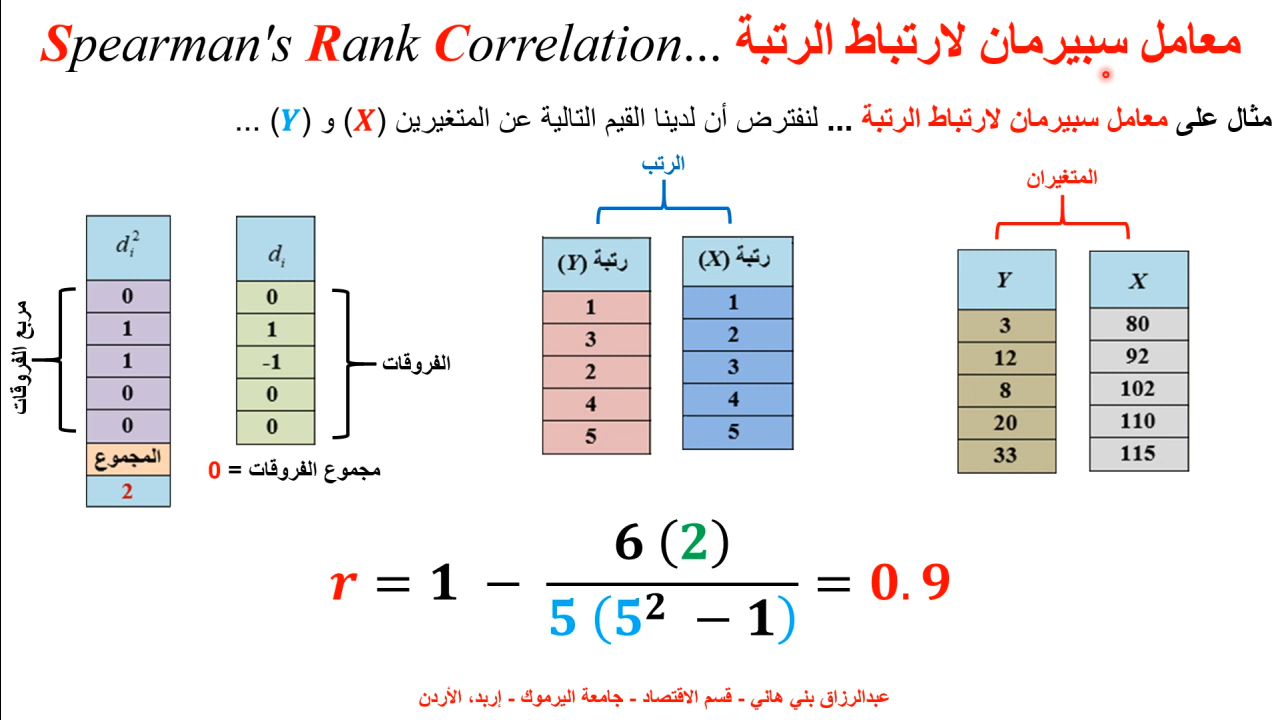 معامل سبيرمان لارتباط الرتبة ...Spearman's Rank Correlation
مثال على معامل سبيرمان لارتباط الرتبة ... لنفترض أن لدينا القيم التالية عن المتغيرين (X) و (Y) ...
المتغيران
X Y
80 3
92 12
102 8
110 20
115 33
الرتب
رتبة (X) رتبة (Y)
1 1
2 3
3 2
4 4
5 5
الفروقات
d_i
0
1
-1
0
0
مجموع الفروقات = 0
مربع الفروقات
d_i^2
0
1
1
0
0
المجموع
2
r = 1 - 6 (2) / 5 (5² - 1) = 0.9
عبدالرزاق بني هاني - قسم الاقتصاد - جامعة اليرموك - إربد، الأردن